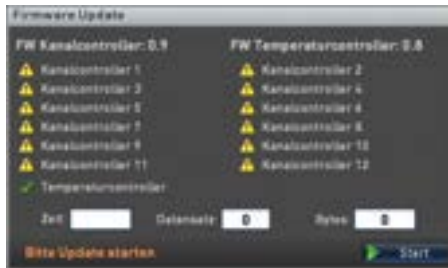 Firmware Update
FW Kanalcontroller: 0.9 FW Temperaturcontroller: 0.8
Kanalcontroller 1 Kanalcontroller 2
Kanalcontroller 3 Kanalcontroller 4
Kanalcontroller 5 Kanalcontroller 6
Kanalcontroller 7 Kanalcontroller 8
Kanalcontroller 9 Kanalcontroller 10
Kanalcontroller 11 Kanalcontroller 12
Temperaturcontroller
Zeit Datensatz 0 Bytes 0
Bitte Update starten Start